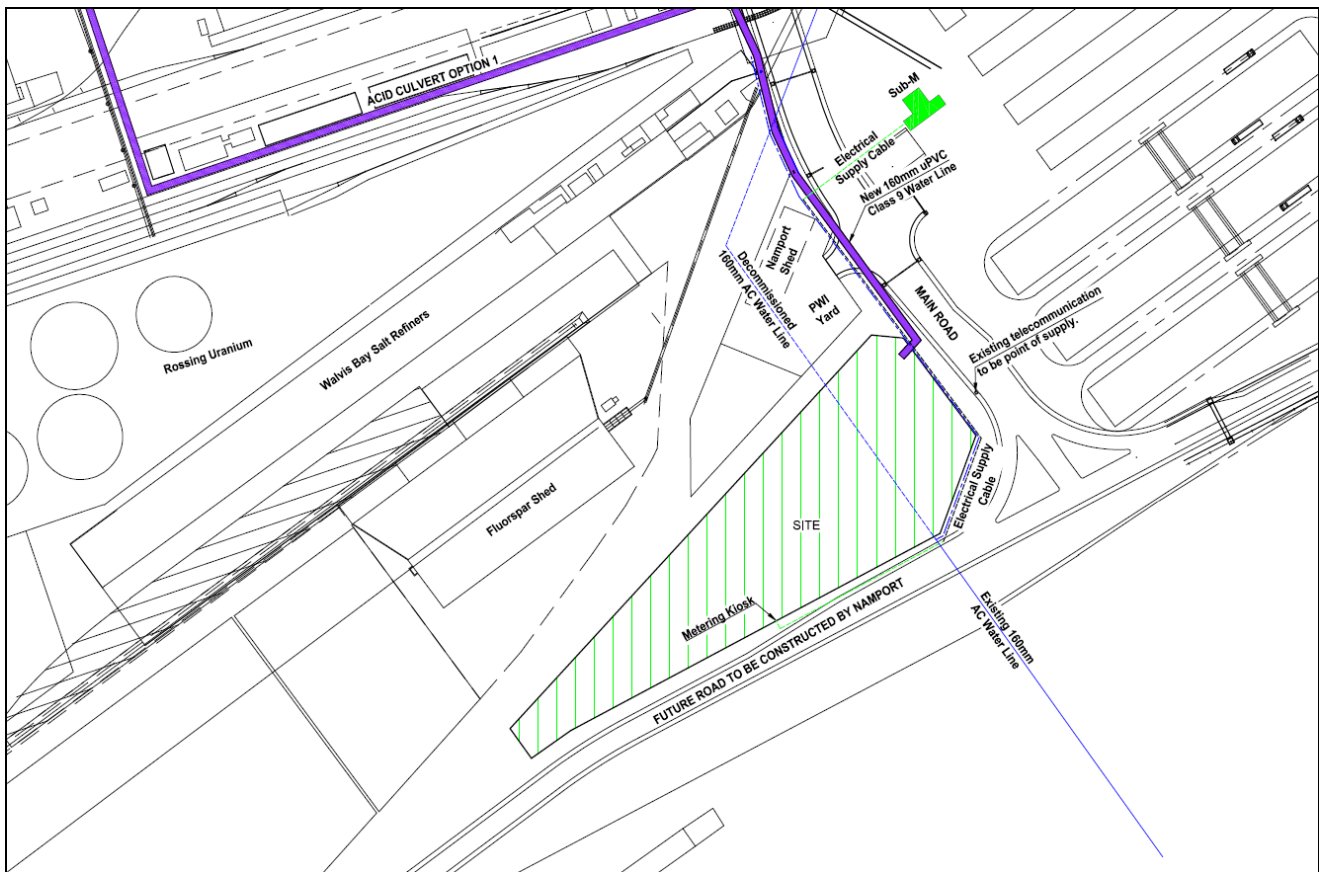 ACID CULVERT OPTION 1
Sub-M
Electrical
Supply Cable
New 160mm uPVC
Class 9 Water Line
Namport
Shed
Decommissioned
160mm AC Water Line
PWI
Yard
MAIN ROAD
Existing telecommunication
to be point of supply.
Rossing Uranium
Walvis Bay Salt Refiners
Fluorspar Shed
SITE
Electrical Supply
Cable
Metering Kiosk
FUTURE ROAD TO BE CONSTRUCTED BY NAMPORT
Existing 160mm
AC Water Line